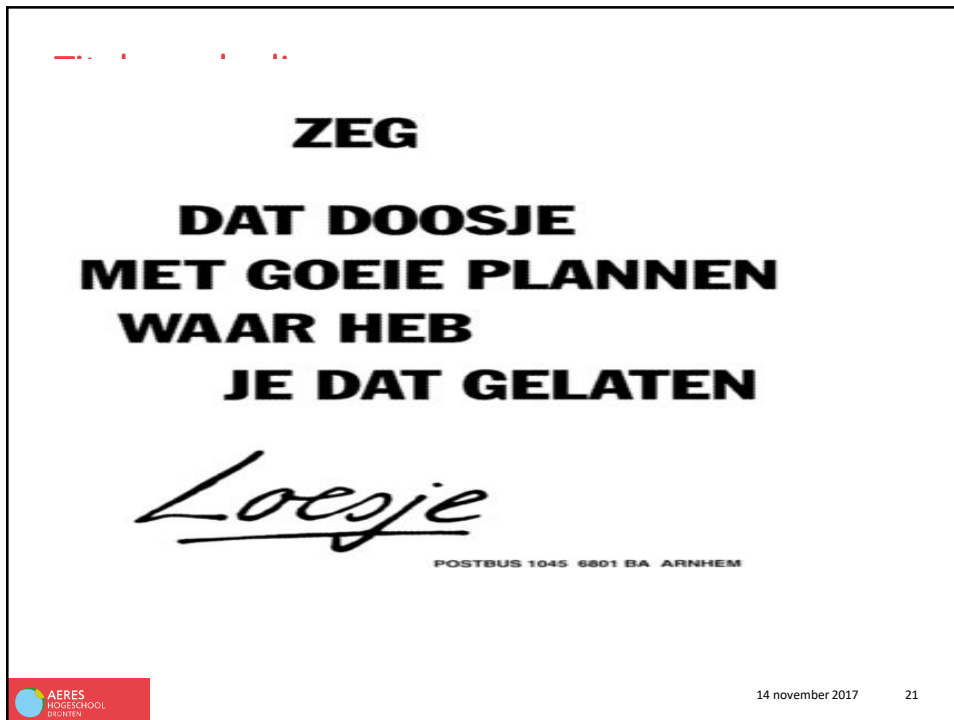 ZEG
DAT DOOSJE
MET GOEIE PLANNEN
WAAR HEB
JE DAT GELATEN
Loesje
POSTBUS 1045 6801 BA ARNHEM
AERES
HOGESCHOOL
DRONTEN
14 november 2017 21